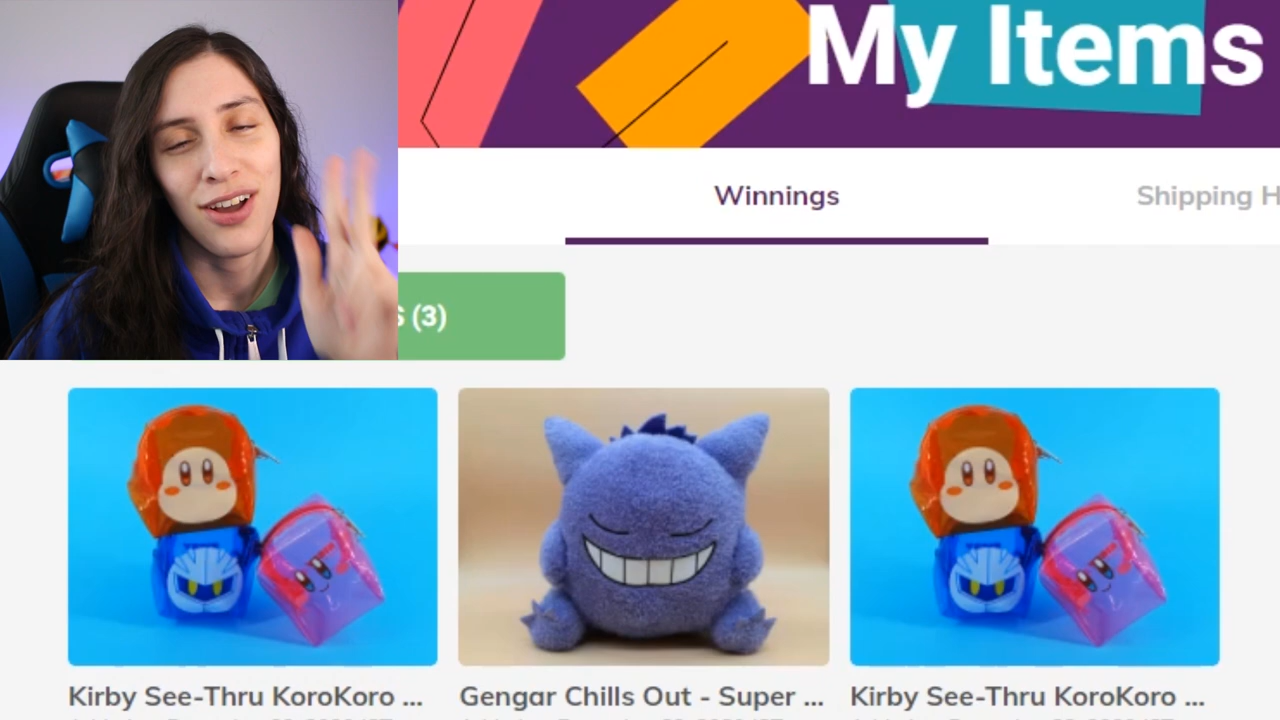 My Items
Winnings
Shipping H
(3)
Kirby See-Thru KoroKoro ...
Gengar Chills Out - Super ...
Kirby See-Thru KoroKoro ...